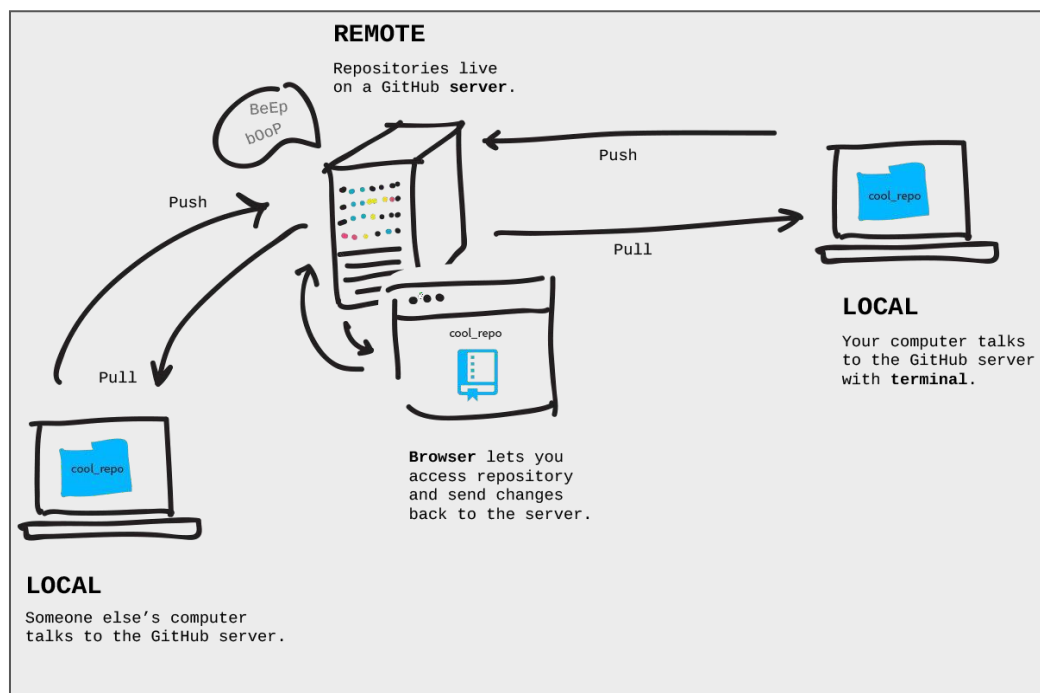 REMOTE
Repositories live
on a GitHub server.
BeEp
bOoP
Push
Pull
Push
Pull
cool_repo
LOCAL
Your computer talks
to the GitHub server
with terminal.
cool_repo
Browser lets you
access repository
and send changes
back to the server.
cool_repo
LOCAL
Someone else’s computer
talks to the GitHub server.